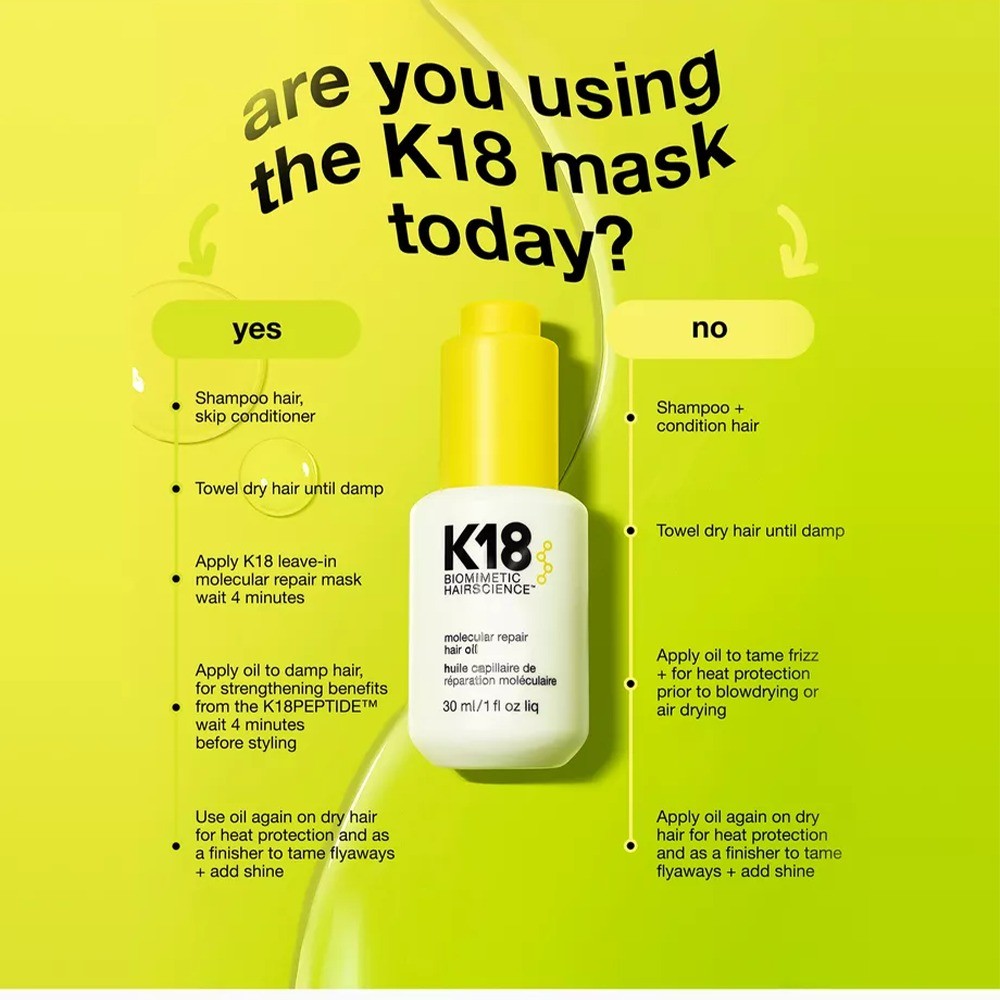 are you using
the K18 mask
today?
yes
Shampoo hair,
skip conditioner
Towel dry hair until damp
Apply K18 leave-in
molecular repair mask
wait 4 minutes
Apply oil to damp hair,
for strengthening benefits
from the K18PEPTIDE™
wait 4 minutes
before styling
Use oil again on dry hair
for heat protection and as
a finisher to tame flyaways
+ add shine
K18
BIOMIMETIC
HAIRSCIENCE™
molecular repair
hair oil
huile capillaire de
réparation moléculaire
30 ml/1 fl oz liq
no
Shampoo +
condition hair
Towel dry hair until damp
Apply oil to tame frizz
+ for heat protection
prior to blowdrying or
air drying
Apply oil again on dry
hair for heat protection
and as a finisher to tame
flyaways + add shine